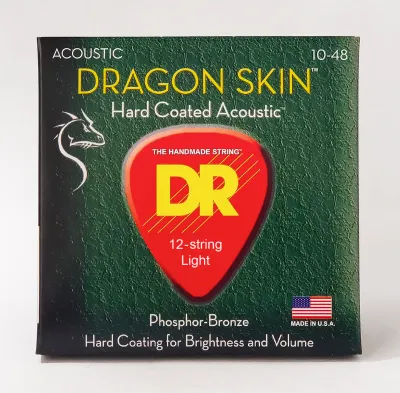 ACOUSTIC
10-48
DRAGON SKIN™
Hard Coated Acoustic™
THE HANDMADE STRING™
DR
12-string
Light
MADE IN U.S.A.
Phosphor-Bronze
Hard Coating for Brightness and Volume